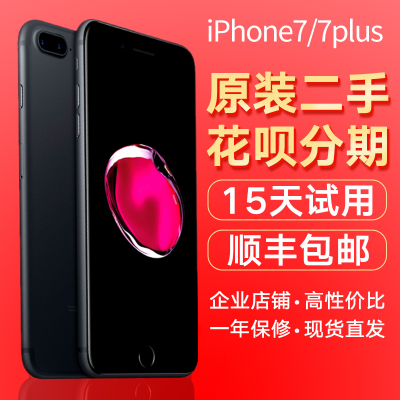 iPhone7/7plus
原装二手
花呗分期
15天试用
顺丰包邮
企业店铺·高性价比
一年保修·现货直发